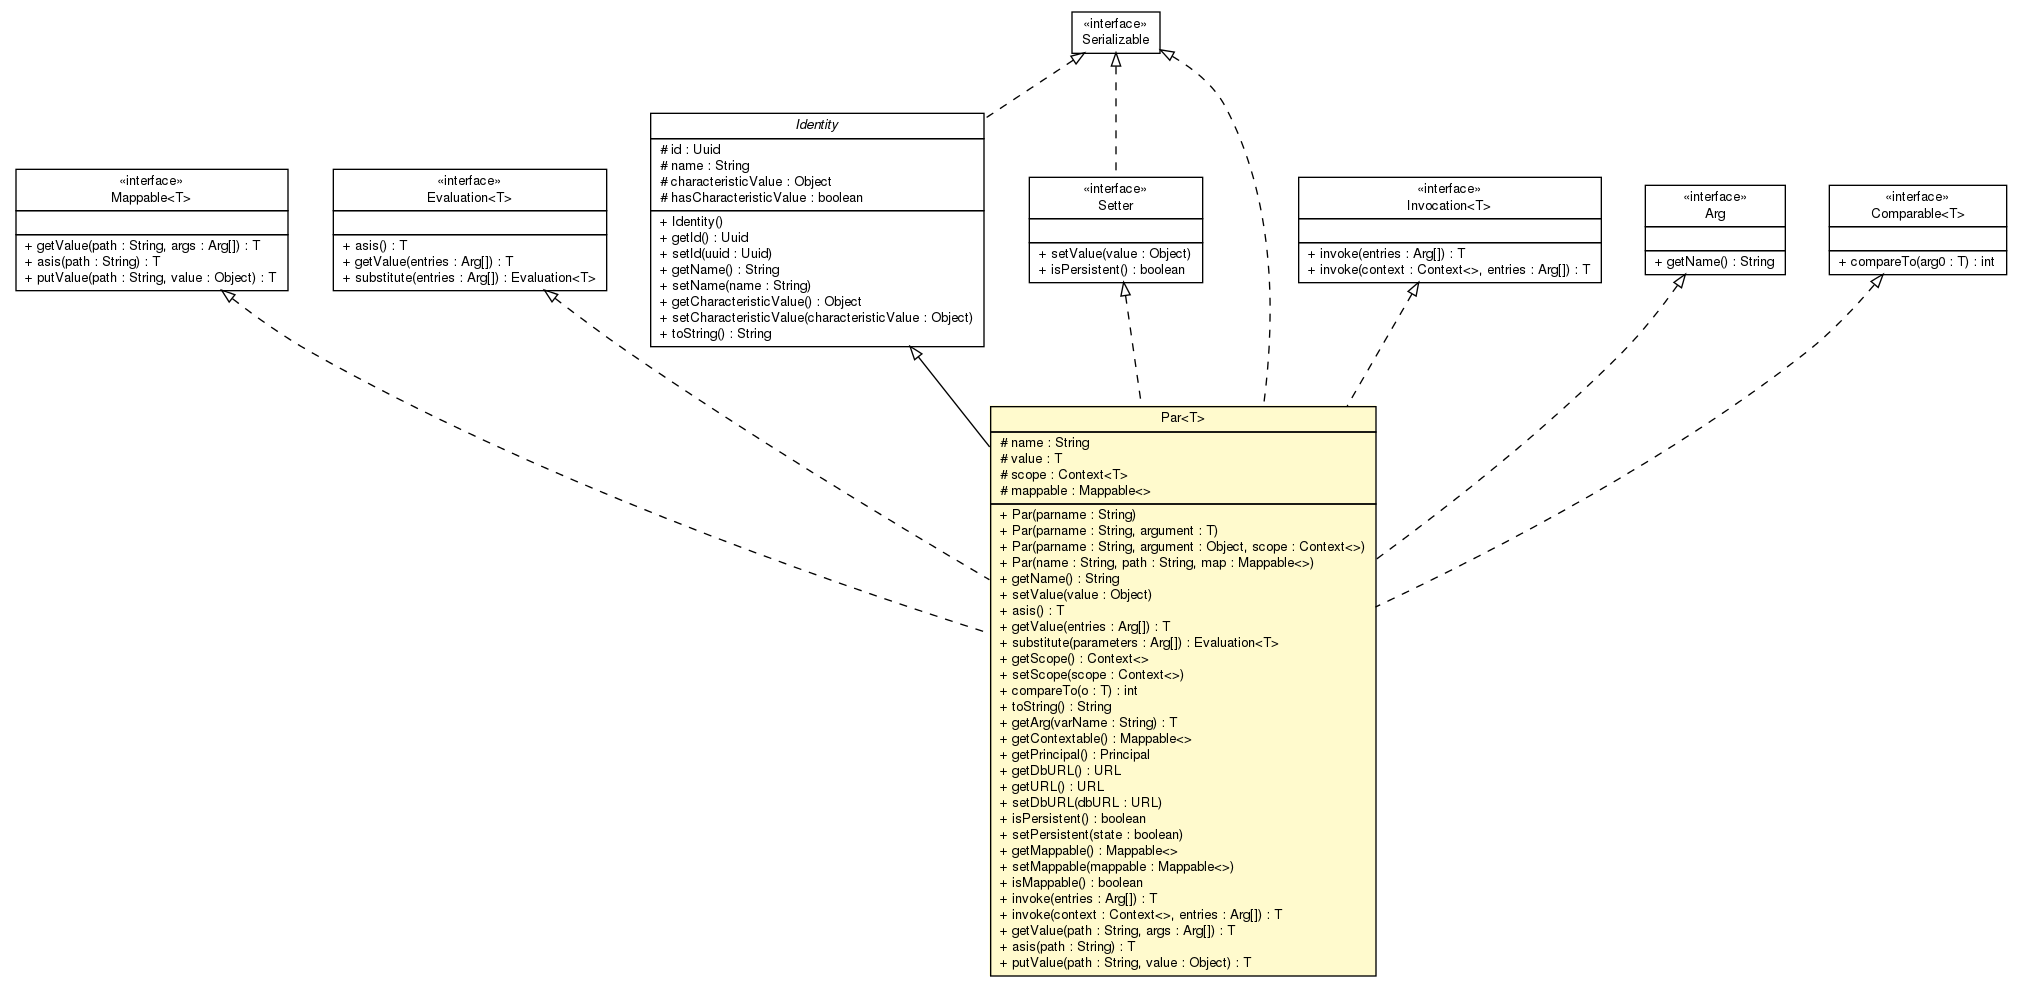 «interface»
Serializable
Identity
# id : Uuid
# name : String
# characteristicValue : Object
# hasCharacteristicValue : boolean
+ Identity()
+ getId() : Uuid
+ setId(uuid : Uuid)
+ getName() : String
+ setName(name : String)
+ getCharacteristicValue() : Object
+ setCharacteristicValue(characteristicValue : Object)
+ toString() : String
«interface»
Mappable<T>
+ getValue(path : String, args : Arg[]) : T
+ asis(path : String) : T
+ putValue(path : String, value : Object) : T
«interface»
Evaluation<T>
+ asis() : T
+ getValue(entries : Arg[]) : T
+ substitute(entries : Arg[]) : Evaluation<T>
«interface»
Setter
+ setValue(value : Object)
+ isPersistent() : boolean
«interface»
Invocation<T>
+ invoke(entries : Arg[]) : T
+ invoke(context : Context<>, entries : Arg[]) : T
«interface»
Arg
+ getName() : String
«interface»
Comparable<T>
+ compareTo(arg0 : T) : int
Par<T>
# name : String
# value : T
# scope : Context<T>
# mappable : Mappable<>
+ Par(parname : String)
+ Par(parname : String, argument : T)
+ Par(parname : String, argument : Object, scope : Context<>)
+ Par(name : String, path : String, map : Mappable<>)
+ getName() : String
+ setValue(value : Object)
+ asis() : T
+ getValue(entries : Arg[]) : T
+ substitute(parameters : Arg[]) : Evaluation<T>
+ getScope() : Context<>
+ setScope(scope : Context<>)
+ compareTo(o : T) : int
+ toString() : String
+ getArg(varName : String) : T
+ getContextable() : Mappable<>
+ getPrincipal() : Principal
+ getDbURL() : URL
+ getURL() : URL
+ setDbURL(dbURL : URL)
+ isPersistent() : boolean
+ setPersistent(state : boolean)
+ getMappable() : Mappable<>
+ setMappable(mappable : Mappable<>)
+ isMappable() : boolean
+ invoke(entries : Arg[]) : T
+ invoke(context : Context<>, entries : Arg[]) : T
+ getValue(path : String, args : Arg[]) : T
+ asis(path : String) : T
+ putValue(path : String, value : Object) : T